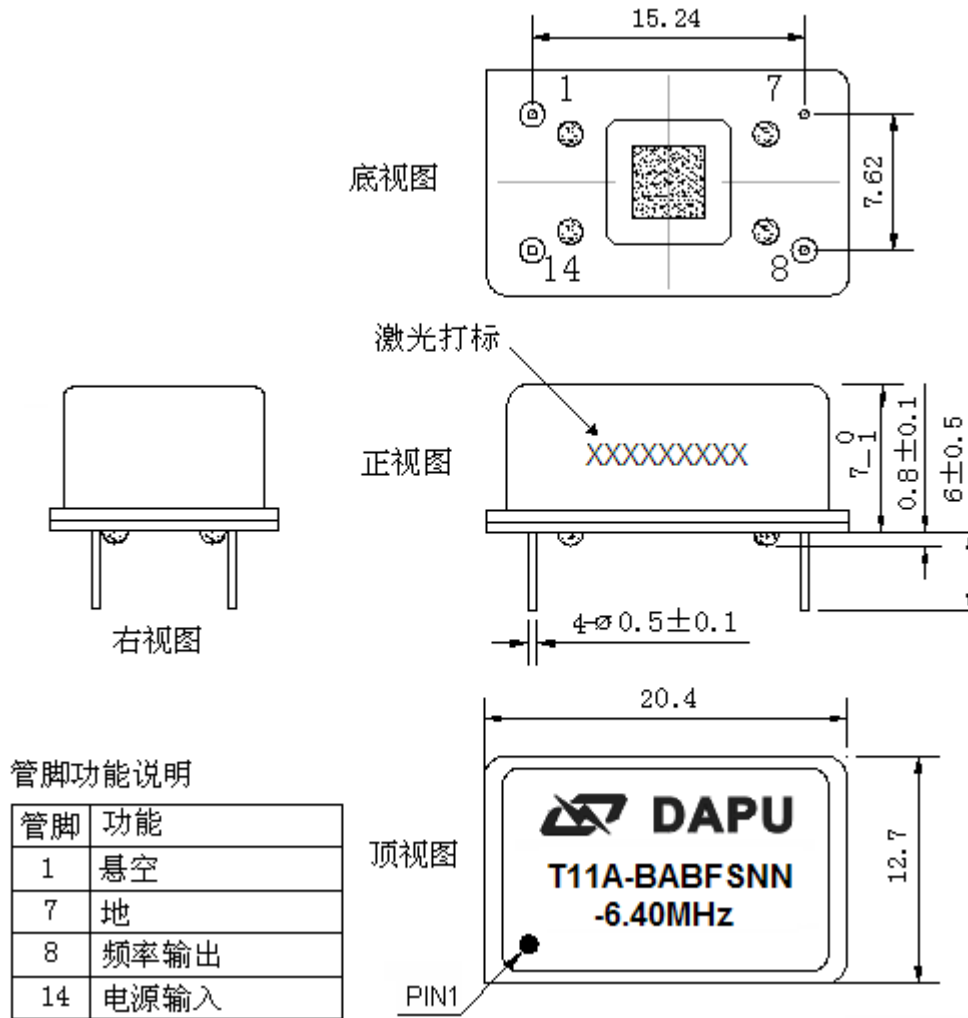 15.24
1
7
底视图
7.62
14
8
激光打标
正视图
XXXXXXXXX
7 0 -1
0.8±0.1
6±0.5
右视图
4-⌀0.5±0.1
20.4
管脚功能说明
管脚 功能
1 悬空
7 地
8 频率输出
14 电源输入
顶视图
DAPU
T11A-BABFSNN
-6.40MHz
12.7
PIN1